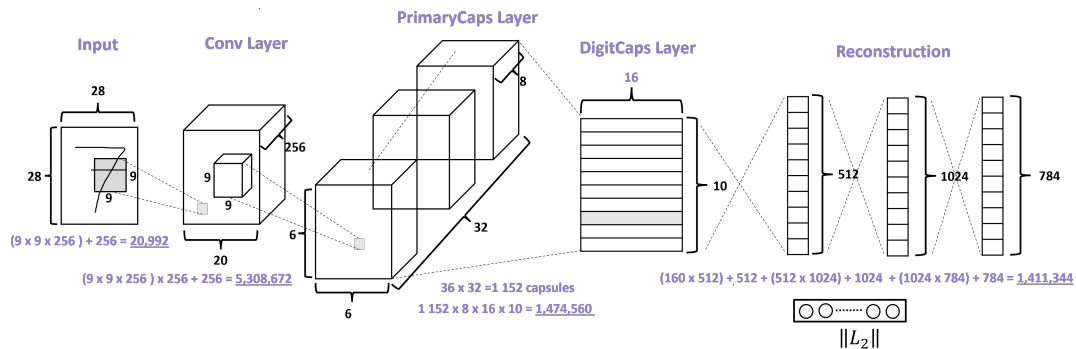 PrimaryCaps Layer
Input
Conv Layer
DigitCaps Layer
Reconstruction
28
28
9
9
256
9
9
20
8
32
6
6
16
10
512
1024
784
(9 x 9 x 256 ) + 256 = 20,992
(9 x 9 x 256 ) x 256 + 256 = 5,308,672
36 x 32 =1 152 capsules
1 152 x 8 x 16 x 10 = 1,474,560
(160 x 512) + 512 + (512 x 1024) + 1024 + (1024 x 784) + 784 = 1,411,344
‖L₂‖